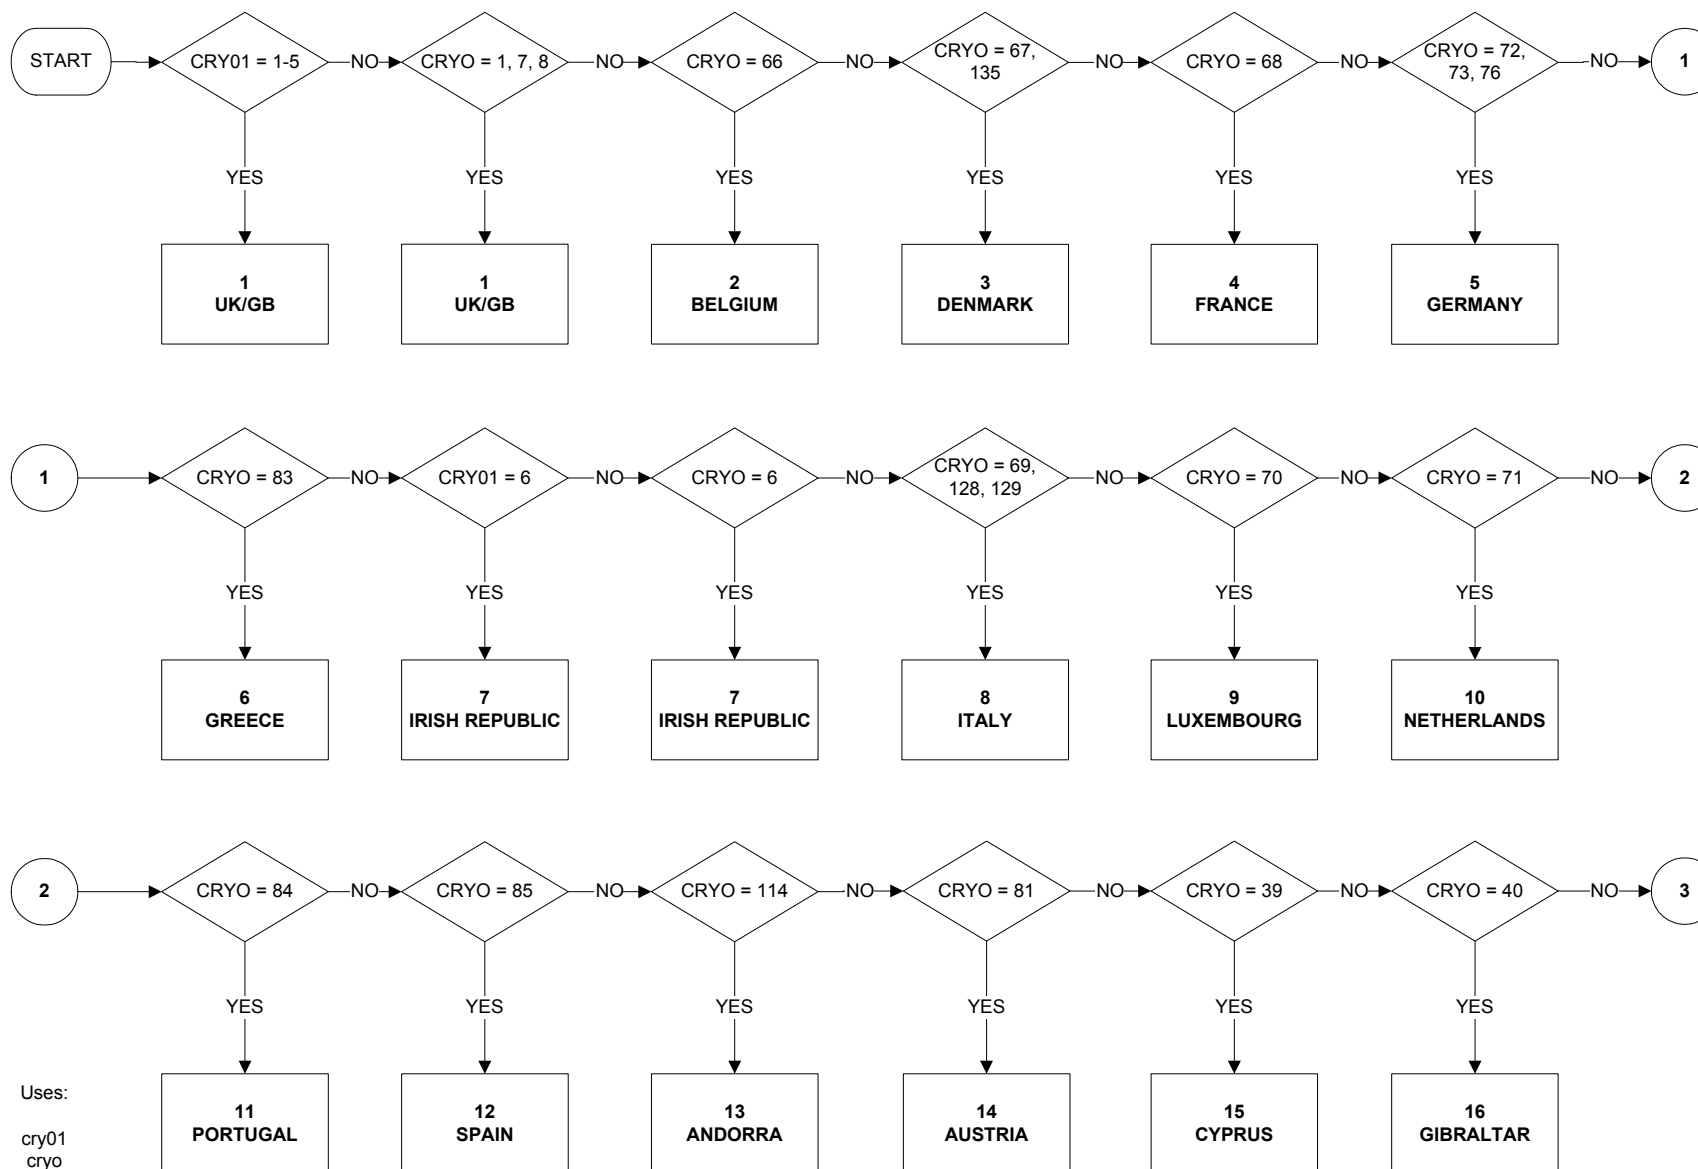 START
CRY01 = 1-5
NO
CRYO = 1, 7, 8
NO
CRYO = 66
NO
CRYO = 67,
135
NO
CRYO = 68
NO
CRYO = 72,
73, 76
NO
1
YES
YES
YES
YES
YES
YES
1
UK/GB
1
UK/GB
2
BELGIUM
3
DENMARK
4
FRANCE
5
GERMANY
1
CRYO = 83
NO
CRY01 = 6
NO
CRYO = 6
NO
CRYO = 69,
128, 129
NO
CRYO = 70
NO
CRYO = 71
NO
2
YES
YES
YES
YES
YES
YES
6
GREECE
7
IRISH REPUBLIC
7
IRISH REPUBLIC
8
ITALY
9
LUXEMBOURG
10
NETHERLANDS
2
CRYO = 84
NO
CRYO = 85
NO
CRYO = 114
NO
CRYO = 81
NO
CRYO = 39
NO
CRYO = 40
NO
3
YES
YES
YES
YES
YES
YES
11
PORTUGAL
12
SPAIN
13
ANDORRA
14
AUSTRIA
15
CYPRUS
16
GIBRALTAR
Uses:
cry01
cryo